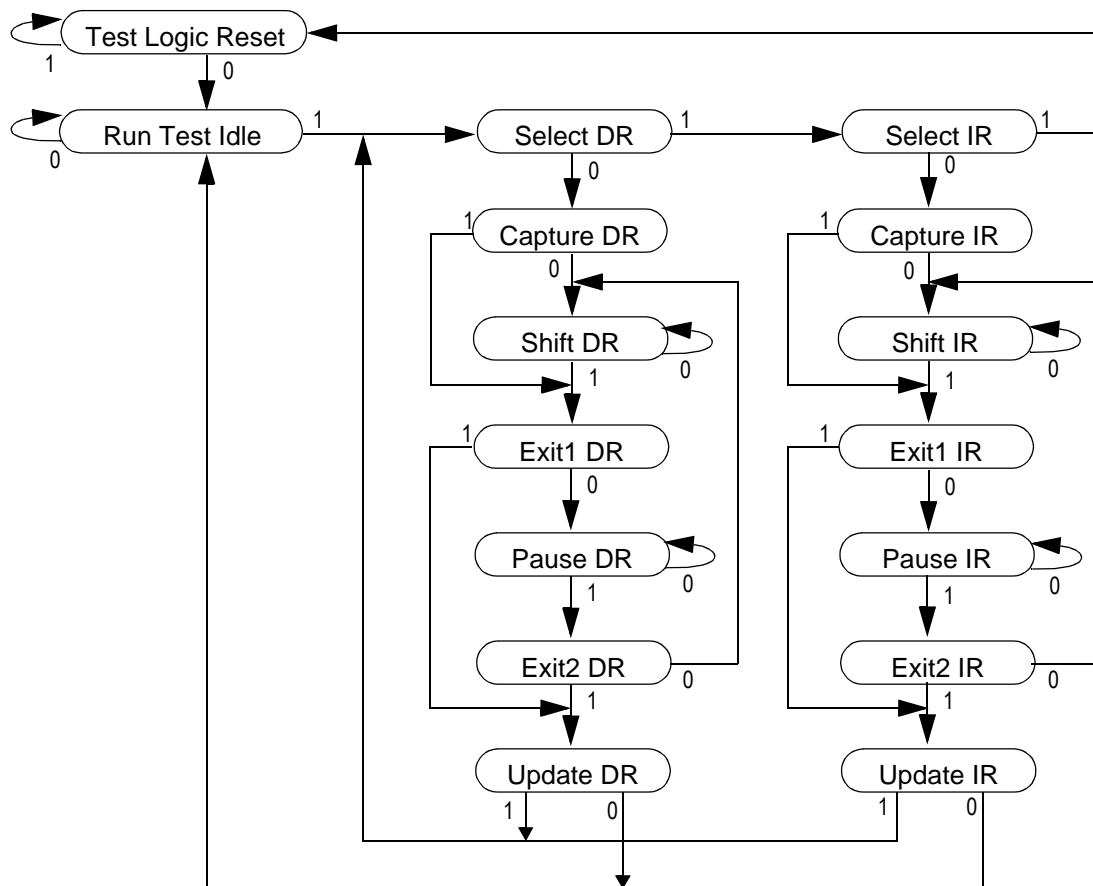 Test Logic Reset
1
0
Run Test Idle
1
Select DR
1
Select IR
1
0
0
0
1
Capture DR
1
Capture IR
0
0
Shift DR
0
Shift IR
0
1
1
1
Exit1 DR
1
Exit1 IR
0
0
Pause DR
0
Pause IR
0
1
1
Exit2 DR
0
Exit2 IR
0
1
1
Update DR
Update IR
1
0
1
0